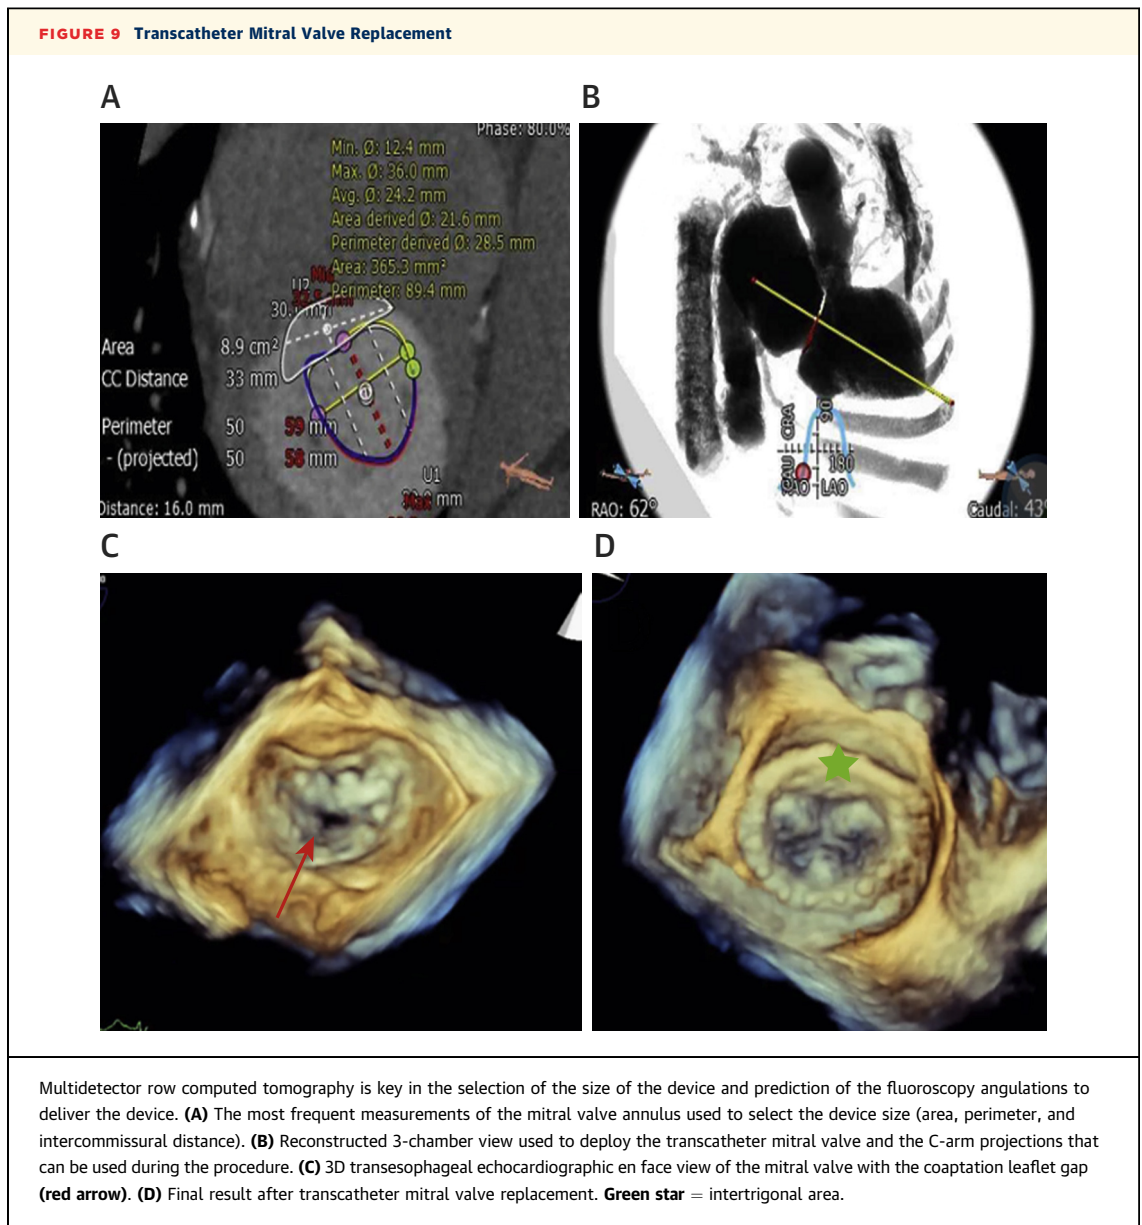 FIGURE 9 Transcatheter Mitral Valve Replacement
A
B
Phase: 80.0%
Min. Ø: 12.4 mm
Max. Ø: 36.0 mm
Avg. Ø: 24.2 mm
Area derived Ø: 21.6 mm
Perimeter derived Ø: 28.5 mm
Area: 365.3 mm²
Perimeter: 89.4 mm
U2
Area 8.9 cm²
CC Distance 33 mm
Perimeter 50 59 mm
- (projected) 50 58 mm
U1
mm
Max
Distance: 16.0 mm
CRA
90
CAU
180
LAO
RAO: 62°
Caudal: 43°
C
D
Multidetector row computed tomography is key in the selection of the size of the device and prediction of the fluoroscopy angulations to
deliver the device. (A) The most frequent measurements of the mitral valve annulus used to select the device size (area, perimeter, and
intercommissural distance). (B) Reconstructed 3-chamber view used to deploy the transcatheter mitral valve and the C-arm projections that
can be used during the procedure. (C) 3D transesophageal echocardiographic en face view of the mitral valve with the coaptation leaflet gap
(red arrow). (D) Final result after transcatheter mitral valve replacement. Green star = intertrigonal area.